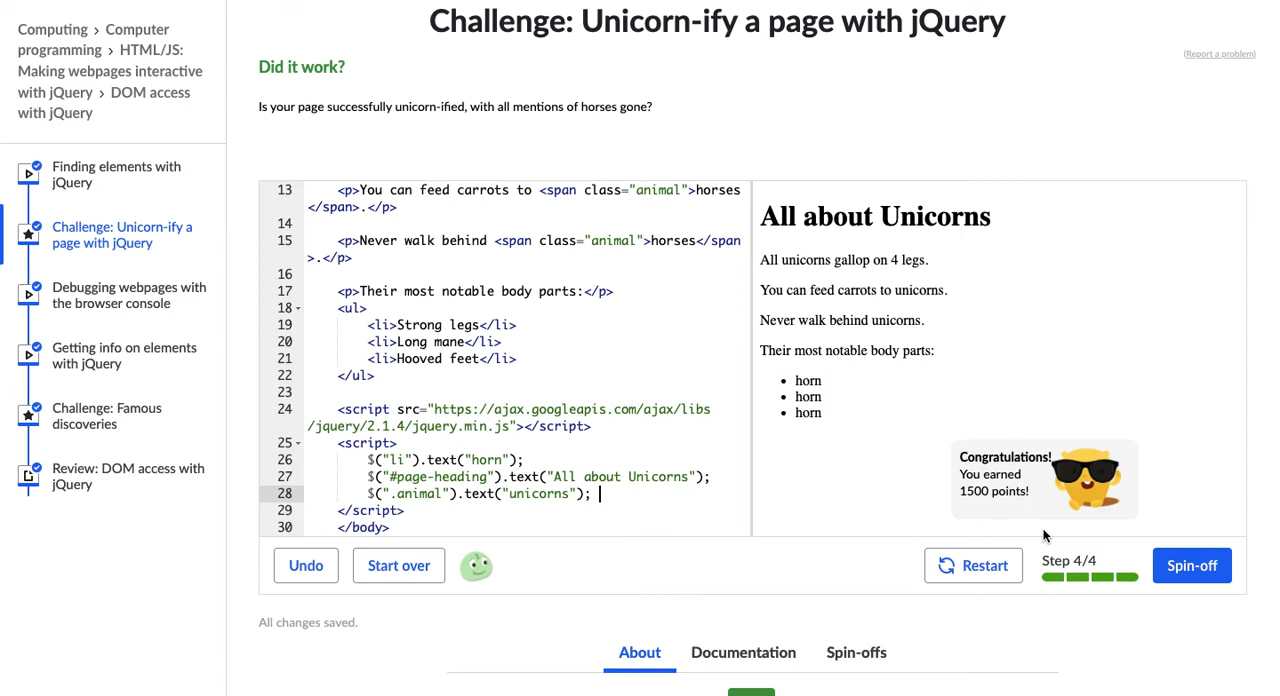 Computing › Computer
programming › HTML/JS:
Making webpages interactive
with jQuery › DOM access
with jQuery
Finding elements with
jQuery
Challenge: Unicorn-ify a
page with jQuery
Debugging webpages with
the browser console
Getting info on elements
with jQuery
Challenge: Famous
discoveries
Review: DOM access with
jQuery
Challenge: Unicorn-ify a page with jQuery
(Report a problem)
Did it work?
Is your page successfully unicorn-ified, with all mentions of horses gone?
13 <p>You can feed carrots to <span class="animal">horses
</span>.</p>
14
15 <p>Never walk behind <span class="animal">horses</span
>.</p>
16
17 <p>Their most notable body parts:</p>
18 <ul>
19 <li>Strong legs</li>
20 <li>Long mane</li>
21 <li>Hooved feet</li>
22 </ul>
23
24 <script src="https://ajax.googleapis.com/ajax/libs
/jquery/2.1.4/jquery.min.js"></script>
25 <script>
26 $("li").text("horn");
27 $("#page-heading").text("All about Unicorns");
28 $(".animal").text("unicorns");
29 </script>
30 </body>
All about Unicorns
All unicorns gallop on 4 legs.
You can feed carrots to unicorns.
Never walk behind unicorns.
Their most notable body parts:
• horn
• horn
• horn
Congratulations!
You earned
1500 points!
Undo
Start over
Restart
Step 4/4
Spin-off
All changes saved.
About
Documentation
Spin-offs